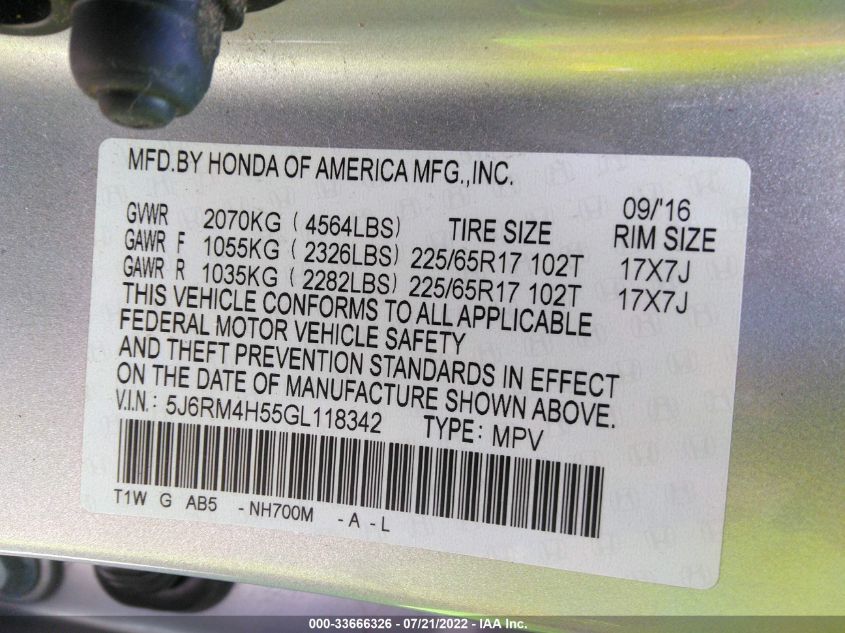 MFD.BY HONDA OF AMERICA MFG.,INC.
09/'16
GVWR 2070KG ( 4564LBS) TIRE SIZE RIM SIZE
GAWR F 1055KG ( 2326LBS) 225/65R17 102T 17X7J
GAWR R 1035KG ( 2282LBS) 225/65R17 102T 17X7J
THIS VEHICLE CONFORMS TO ALL APPLICABLE
FEDERAL MOTOR VEHICLE SAFETY
AND THEFT PREVENTION STANDARDS IN EFFECT
ON THE DATE OF MANUFACTURE SHOWN ABOVE.
V.I.N.: 5J6RM4H55GL118342 TYPE: MPV
T1W G AB5 - NH700M - A - L
000-33666326 - 07/21/2022 - IAA Inc.